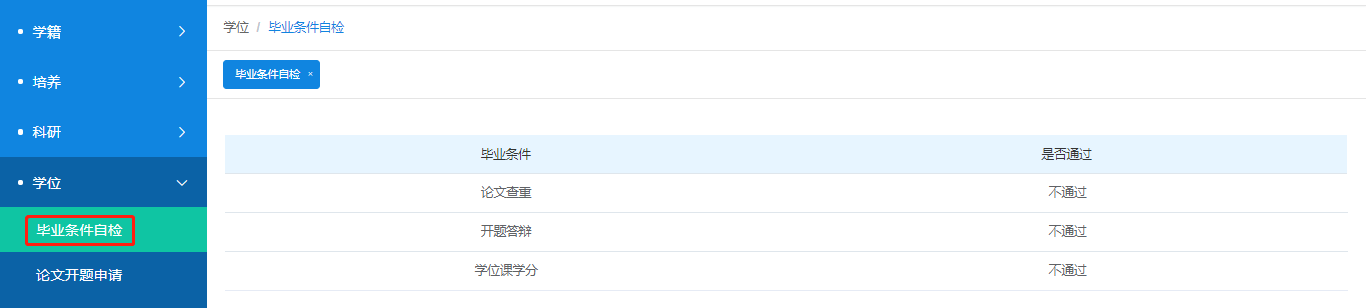 学籍
培养
科研
学位
毕业条件自检
论文开题申请
学位 / 毕业条件自检
毕业条件自检 ×
毕业条件 是否通过
论文查重 不通过
开题答辩 不通过
学位课学分 不通过